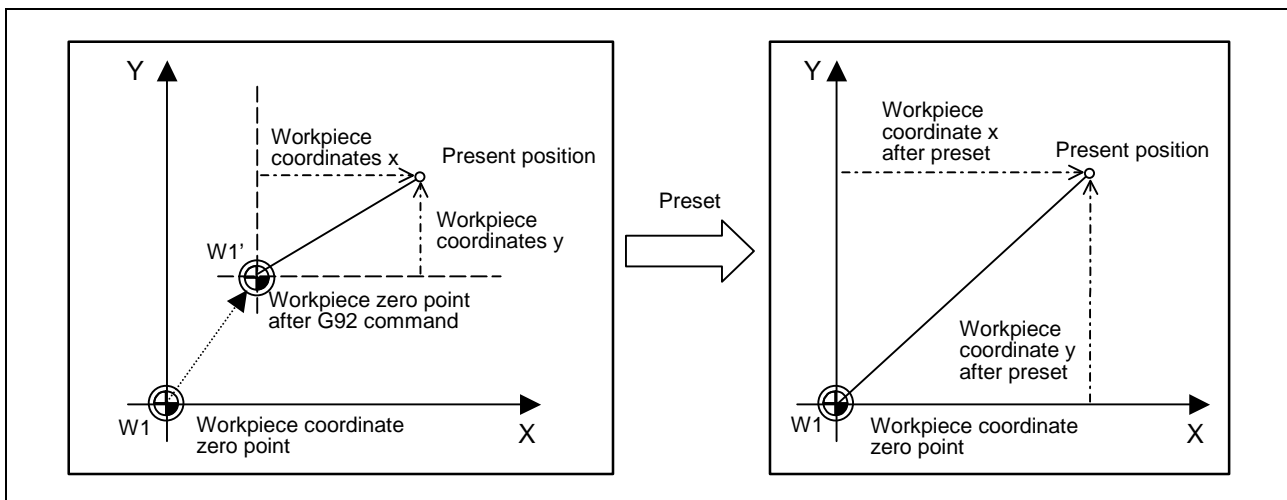 Y
Workpiece
coordinates x
Present position
Workpiece
coordinates y
W1’
Workpiece zero point
after G92 command
W1
Workpiece coordinate
zero point
X
Preset
Y
Workpiece
coordinate x
after preset
Present position
Workpiece
coordinate y
after preset
W1
Workpiece coordinate
zero point
X